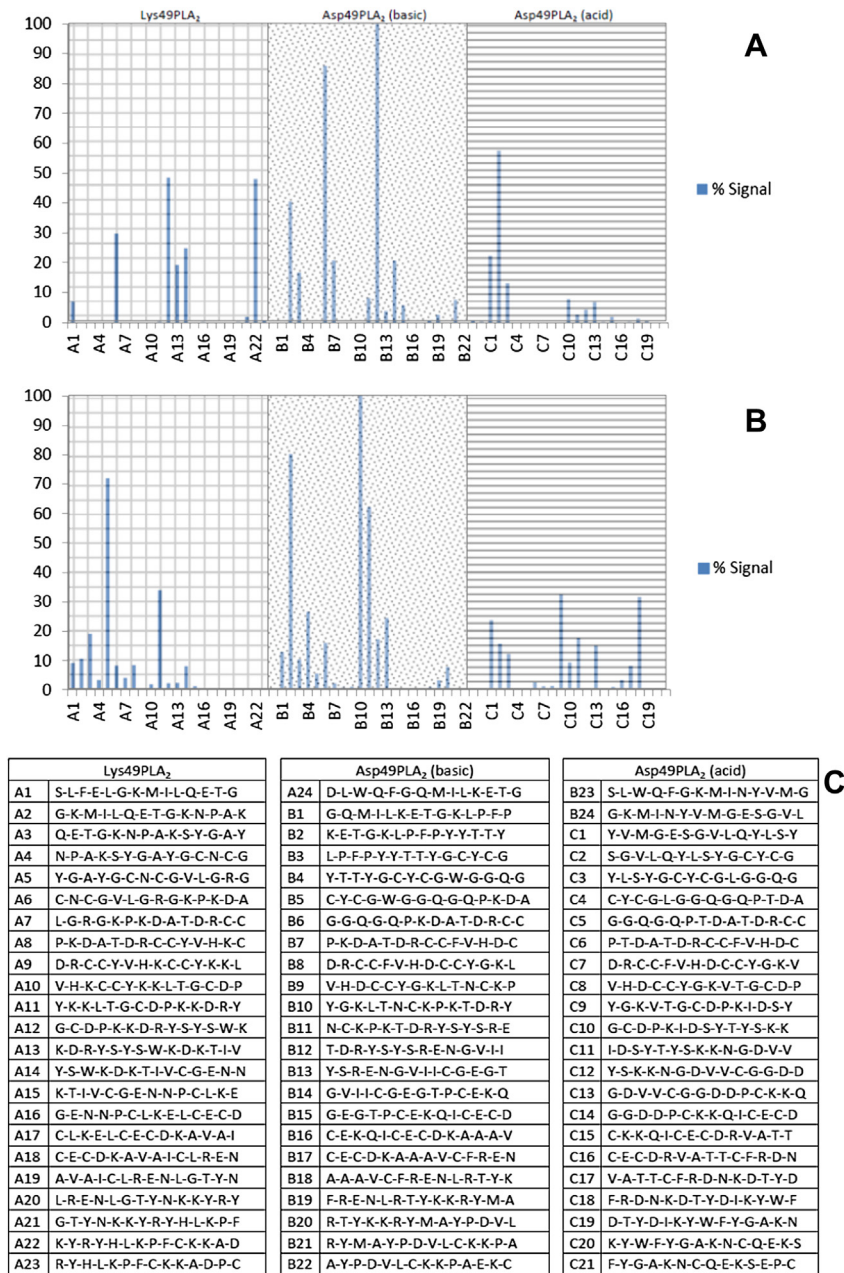 Lys49PLA₂ Asp49PLA₂ (basic) Asp49PLA₂ (acid)
A
100
90
80
70
60
50
40
30
20
10
0
% Signal
A1 A4 A7 A10 A13 A16 A19 A22 B1 B4 B7 B10 B13 B16 B19 B22 C1 C4 C7 C10 C13 C16 C19
B
100
90
80
70
60
50
40
30
20
10
0
% Signal
A1 A4 A7 A10 A13 A16 A19 A22 B1 B4 B7 B10 B13 B16 B19 B22 C1 C4 C7 C10 C13 C16 C19
C
Lys49PLA₂ Asp49PLA₂ (basic) Asp49PLA₂ (acid)
A1 S-L-F-E-L-G-K-M-I-L-Q-E-T-G A24 D-L-W-Q-F-G-Q-M-I-L-K-E-T-G B23 S-L-W-Q-F-G-K-M-I-N-Y-V-M-G
A2 G-K-M-I-L-Q-E-T-G-K-N-P-A-K B1 G-Q-M-I-L-K-E-T-G-K-L-P-F-P B24 G-K-M-I-N-Y-V-M-G-E-S-G-V-L
A3 Q-E-T-G-K-N-P-A-K-S-Y-G-A-Y B2 K-E-T-G-K-L-P-F-P-Y-Y-T-T-Y C1 Y-V-M-G-E-S-G-V-L-Q-Y-L-S-Y
A4 N-P-A-K-S-Y-G-A-Y-G-C-N-C-G B3 L-P-F-P-Y-Y-T-T-Y-G-C-Y-C-G C2 S-G-V-L-Q-Y-L-S-Y-G-C-Y-C-G
A5 Y-G-A-Y-G-C-N-C-G-V-L-G-R-G B4 Y-T-T-Y-G-C-Y-C-G-W-G-G-Q-G C3 Y-L-S-Y-G-C-Y-C-G-L-G-G-Q-G
A6 C-N-C-G-V-L-G-R-G-K-P-K-D-A B5 C-Y-C-G-W-G-G-Q-G-Q-P-K-D-A C4 C-Y-C-G-L-G-G-Q-G-Q-P-T-D-A
A7 L-G-R-G-K-P-K-D-A-T-D-R-C-C B6 G-G-Q-G-Q-P-K-D-A-T-D-R-C-C C5 G-G-Q-G-Q-P-T-D-A-T-D-R-C-C
A8 P-K-D-A-T-D-R-C-C-Y-V-H-K-C B7 P-K-D-A-T-D-R-C-C-F-V-H-D-C C6 P-T-D-A-T-D-R-C-C-F-V-H-D-C
A9 D-R-C-C-Y-V-H-K-C-C-Y-K-K-L B8 D-R-C-C-F-V-H-D-C-C-Y-G-K-L C7 D-R-C-C-F-V-H-D-C-C-Y-G-K-V
A10 V-H-K-C-C-Y-K-K-L-T-G-C-D-P B9 V-H-D-C-C-Y-G-K-L-T-N-C-K-P C8 V-H-D-C-C-Y-G-K-V-T-G-C-D-P
A11 Y-K-K-L-T-G-C-D-P-K-K-D-R-Y B10 Y-G-K-L-T-N-C-K-P-K-T-D-R-Y C9 Y-G-K-V-T-G-C-D-P-K-I-D-S-Y
A12 G-C-D-P-K-K-D-R-Y-S-Y-S-W-K B11 N-C-K-P-K-T-D-R-Y-S-Y-S-R-E C10 G-C-D-P-K-I-D-S-Y-T-Y-S-K-K
A13 K-D-R-Y-S-Y-S-W-K-D-K-T-I-V B12 T-D-R-Y-S-Y-S-R-E-N-G-V-I-I C11 I-D-S-Y-T-Y-S-K-K-N-G-D-V-V
A14 Y-S-W-K-D-K-T-I-V-C-G-E-N-N B13 Y-S-R-E-N-G-V-I-I-C-G-E-G-T C12 Y-S-K-K-N-G-D-V-V-C-G-G-D-D
A15 K-T-I-V-C-G-E-N-N-P-C-L-K-E B14 G-V-I-I-C-G-E-G-T-P-C-E-K-Q C13 G-D-V-V-C-G-G-D-D-P-C-K-K-Q
A16 G-E-N-N-P-C-L-K-E-L-C-E-C-D B15 G-E-G-T-P-C-E-K-Q-I-C-E-C-D C14 G-G-D-D-P-C-K-K-Q-I-C-E-C-D
A17 C-L-K-E-L-C-E-C-D-K-A-V-A-I B16 C-E-K-Q-I-C-E-C-D-K-A-A-A-V C15 C-K-K-Q-I-C-E-C-D-R-V-A-T-T
A18 C-E-C-D-K-A-V-A-I-C-L-R-E-N B17 C-E-C-D-K-A-A-A-V-C-F-R-E-N C16 C-E-C-D-R-V-A-T-T-C-F-R-D-N
A19 A-V-A-I-C-L-R-E-N-L-G-T-Y-N B18 A-A-A-V-C-F-R-E-N-L-R-T-Y-K C17 V-A-T-T-C-F-R-D-N-K-D-T-Y-D
A20 L-R-E-N-L-G-T-Y-N-K-K-Y-R-Y B19 F-R-E-N-L-R-T-Y-K-K-R-Y-M-A C18 F-R-D-N-K-D-T-Y-D-I-K-Y-W-F
A21 G-T-Y-N-K-K-Y-R-Y-H-L-K-P-F B20 R-T-Y-K-K-R-Y-M-A-Y-P-D-V-L C19 D-T-Y-D-I-K-Y-W-F-Y-G-A-K-N
A22 K-Y-R-Y-H-L-K-P-F-C-K-K-A-D B21 R-Y-M-A-Y-P-D-V-L-C-K-K-P-A C20 K-Y-W-F-Y-G-A-K-N-C-Q-E-K-S
A23 R-Y-H-L-K-P-F-C-K-K-A-D-P-C B22 A-Y-P-D-V-L-C-K-K-P-A-E-K-C C21 F-Y-G-A-K-N-C-Q-E-K-S-E-P-C